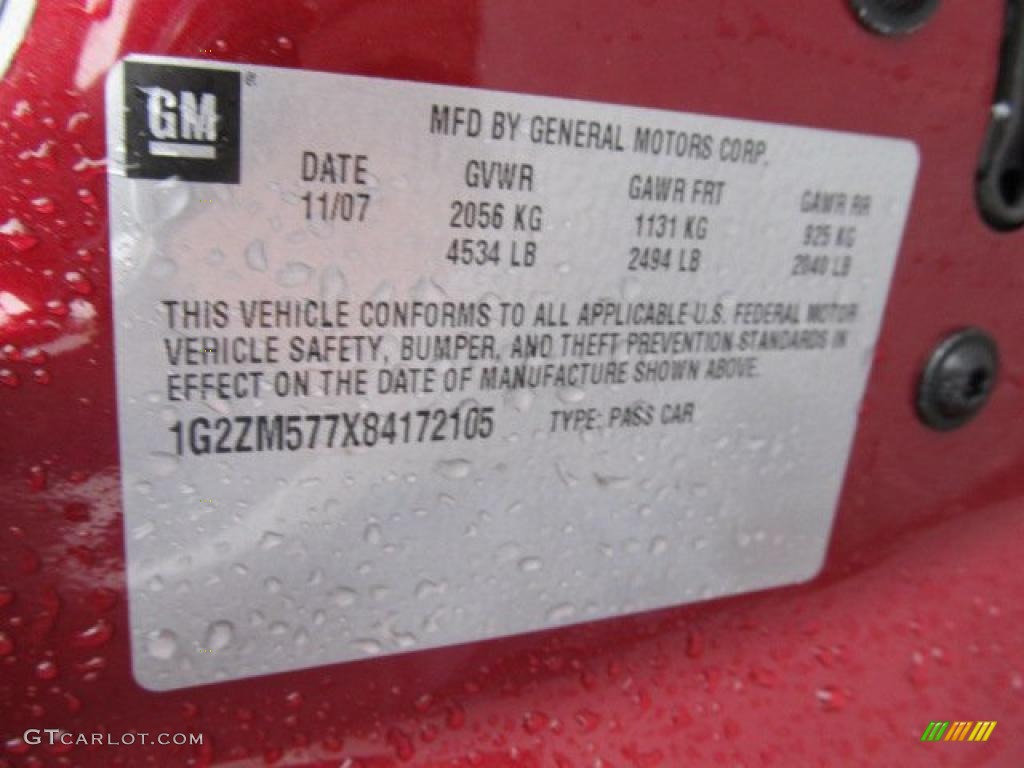 GM ®
MFD BY GENERAL MOTORS CORP.
DATE GVWR GAWR FRT GAWR RR
11/07 2056 KG 1131 KG 925 KG
4534 LB 2494 LB 2040 LB
THIS VEHICLE CONFORMS TO ALL APPLICABLE U.S. FEDERAL MOTOR
VEHICLE SAFETY, BUMPER, AND THEFT PREVENTION STANDARDS IN
EFFECT ON THE DATE OF MANUFACTURE SHOWN ABOVE.
1G2ZM577X84172105 TYPE: PASS CAR
GTCARLOT.COM